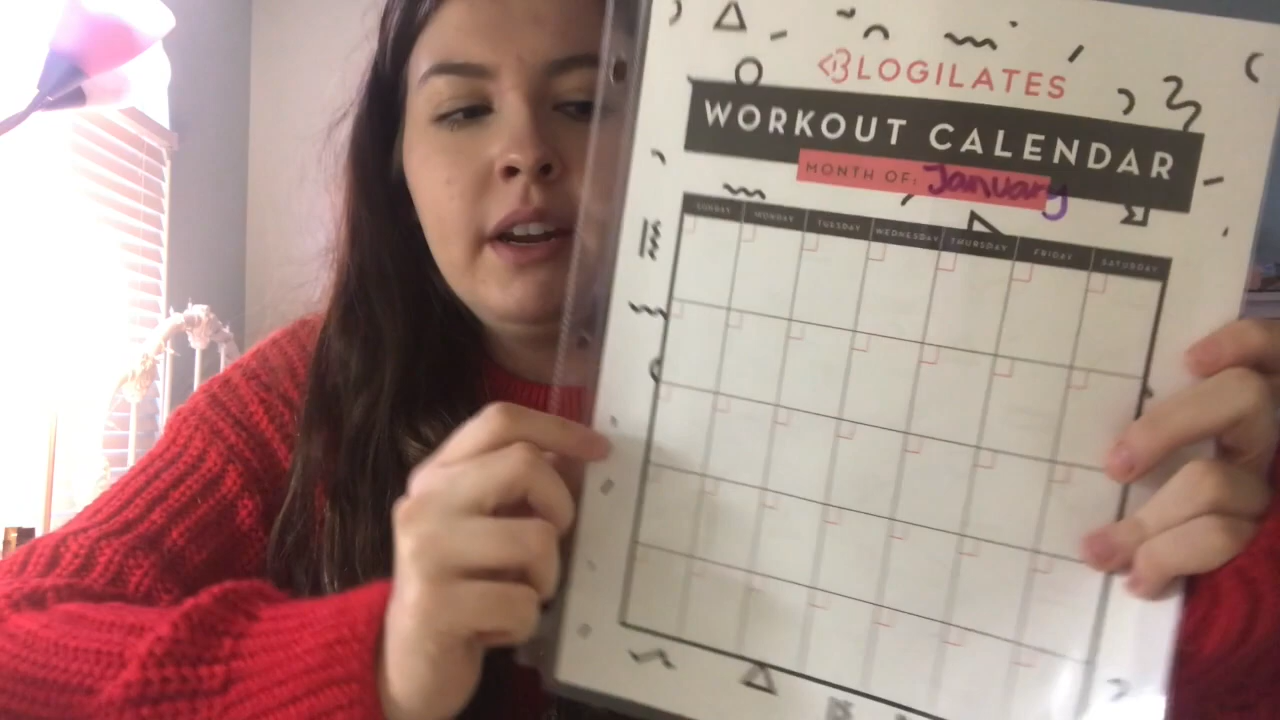 BLOGILATES
WORKOUT CALENDAR
MONTH OF: January
SUNDAY MONDAY TUESDAY WEDNESDAY THURSDAY FRIDAY SATURDAY